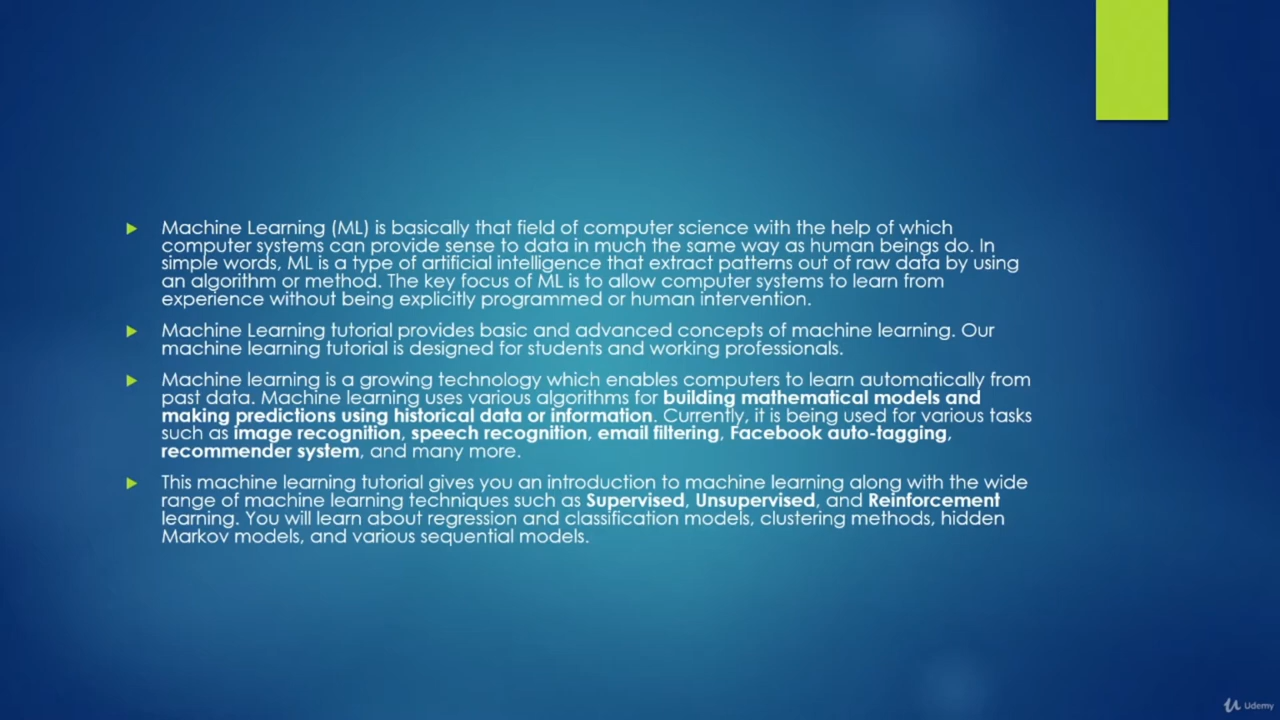 Machine Learning (ML) is basically that field of computer science with the help of which
computer systems can provide sense to data in much the same way as human beings do. In
simple words, ML is a type of artificial intelligence that extract patterns out of raw data by using
an algorithm or method. The key focus of ML is to allow computer systems to learn from
experience without being explicitly programmed or human intervention.
Machine Learning tutorial provides basic and advanced concepts of machine learning. Our
machine learning tutorial is designed for students and working professionals.
Machine learning is a growing technology which enables computers to learn automatically from
past data. Machine learning uses various algorithms for building mathematical models and
making predictions using historical data or information. Currently, it is being used for various tasks
such as image recognition, speech recognition, email filtering, Facebook auto-tagging,
recommender system, and many more.
This machine learning tutorial gives you an introduction to machine learning along with the wide
range of machine learning techniques such as Supervised, Unsupervised, and Reinforcement
learning. You will learn about regression and classification models, clustering methods, hidden
Markov models, and various sequential models.
Udemy